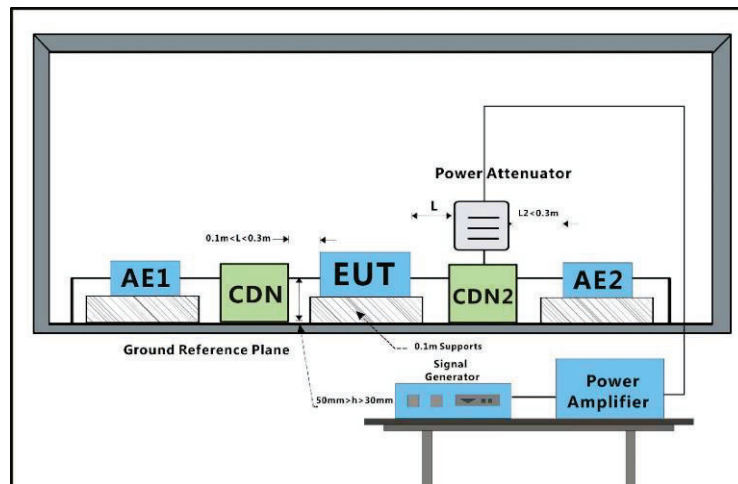 Power Attenuator
L
L2<0.3m
0.1m<L<0.3m
AE1
CDN
EUT
CDN2
AE2
Ground Reference Plane
0.1m Supports
Signal
Generator
50mm>h>30mm
Power
Amplifier